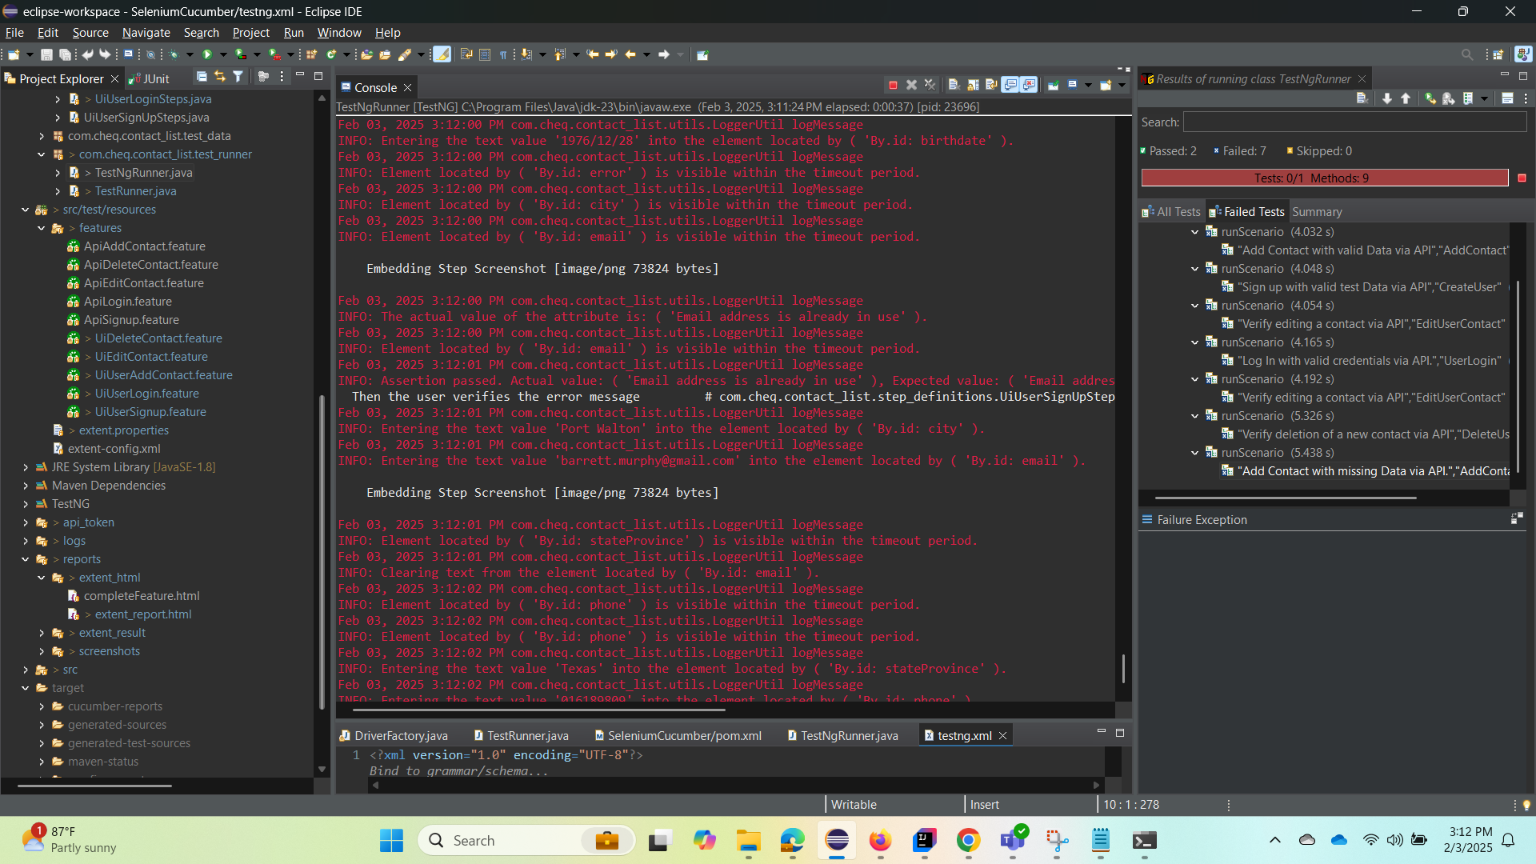 eclipse-workspace - SeleniumCucumber/testng.xml - Eclipse IDE
File Edit Source Navigate Search Project Run Window Help
Project Explorer
JUnit
> UiUserLoginSteps.java
UiUserSignUpSteps.java
com.cheq.contact_list.test_data
> com.cheq.contact_list.test_runner
> TestNgRunner.java
> TestRunner.java
> src/test/resources
> features
ApiAddContact.feature
ApiDeleteContact.feature
ApiEditContact.feature
ApiLogin.feature
ApiSignup.feature
> UiDeleteContact.feature
> UiEditContact.feature
> UiUserAddContact.feature
> UiUserLogin.feature
> UiUserSignup.feature
> extent.properties
extent-config.xml
JRE System Library [JavaSE-1.8]
Maven Dependencies
TestNG
> api_token
> logs
> reports
> extent_html
completeFeature.html
> extent_report.html
> extent_result
> screenshots
> src
target
cucumber-reports
generated-sources
generated-test-sources
maven-status
Console
TestNgRunner [TestNG] C:\Program Files\Java\jdk-23\bin\javaw.exe (Feb 3, 2025, 3:11:24 PM elapsed: 0:00:37) [pid: 23696]
Feb 03, 2025 3:12:00 PM com.cheq.contact_list.utils.LoggerUtil logMessage
INFO: Entering the text value '1976/12/28' into the element located by ( 'By.id: birthdate' ).
Feb 03, 2025 3:12:00 PM com.cheq.contact_list.utils.LoggerUtil logMessage
INFO: Element located by ( 'By.id: error' ) is visible within the timeout period.
Feb 03, 2025 3:12:00 PM com.cheq.contact_list.utils.LoggerUtil logMessage
INFO: Element located by ( 'By.id: city' ) is visible within the timeout period.
Feb 03, 2025 3:12:00 PM com.cheq.contact_list.utils.LoggerUtil logMessage
INFO: Element located by ( 'By.id: email' ) is visible within the timeout period.
Embedding Step Screenshot [image/png 73824 bytes]
Feb 03, 2025 3:12:00 PM com.cheq.contact_list.utils.LoggerUtil logMessage
INFO: The actual value of the attribute is: ( 'Email address is already in use' ).
Feb 03, 2025 3:12:00 PM com.cheq.contact_list.utils.LoggerUtil logMessage
INFO: Element located by ( 'By.id: email' ) is visible within the timeout period.
Feb 03, 2025 3:12:01 PM com.cheq.contact_list.utils.LoggerUtil logMessage
INFO: Assertion passed. Actual value: ( 'Email address is already in use' ), Expected value: ( 'Email addres
Then the user verifies the error message # com.cheq.contact_list.step_definitions.UiUserSignUpStep
Feb 03, 2025 3:12:01 PM com.cheq.contact_list.utils.LoggerUtil logMessage
INFO: Entering the text value 'Port Walton' into the element located by ( 'By.id: city' ).
Feb 03, 2025 3:12:01 PM com.cheq.contact_list.utils.LoggerUtil logMessage
INFO: Entering the text value 'barrett.murphy@gmail.com' into the element located by ( 'By.id: email' ).
Embedding Step Screenshot [image/png 73824 bytes]
Feb 03, 2025 3:12:01 PM com.cheq.contact_list.utils.LoggerUtil logMessage
INFO: Element located by ( 'By.id: stateProvince' ) is visible within the timeout period.
Feb 03, 2025 3:12:01 PM com.cheq.contact_list.utils.LoggerUtil logMessage
INFO: Clearing text from the element located by ( 'By.id: email' ).
Feb 03, 2025 3:12:02 PM com.cheq.contact_list.utils.LoggerUtil logMessage
INFO: Element located by ( 'By.id: phone' ) is visible within the timeout period.
Feb 03, 2025 3:12:02 PM com.cheq.contact_list.utils.LoggerUtil logMessage
INFO: Element located by ( 'By.id: phone' ) is visible within the timeout period.
Feb 03, 2025 3:12:02 PM com.cheq.contact_list.utils.LoggerUtil logMessage
INFO: Entering the text value 'Texas' into the element located by ( 'By.id: stateProvince' ).
Feb 03, 2025 3:12:02 PM com.cheq.contact_list.utils.LoggerUtil logMessage
INFO: Entering the text value '016189809' into the element located by ( 'By.id: phone' )
DriverFactory.java TestRunner.java SeleniumCucumber/pom.xml TestNgRunner.java testng.xml
1 <?xml version="1.0" encoding="UTF-8"?>
Bind to grammar/schema...
Results of running class TestNgRunner
Search:
Passed: 2 Failed: 7 Skipped: 0
Tests: 0/1 Methods: 9
All Tests Failed Tests Summary
runScenario (4.032 s)
"Add Contact with valid Data via API","AddContact"
runScenario (4.048 s)
"Sign up with valid test Data via API","CreateUser"
runScenario (4.054 s)
"Verify editing a contact via API","EditUserContact"
runScenario (4.165 s)
"Log In with valid credentials via API.","UserLogin"
runScenario (4.192 s)
"Verify editing a contact via API","EditUserContact"
runScenario (5.326 s)
"Verify deletion of a new contact via API","DeleteUs
runScenario (5.438 s)
"Add Contact with missing Data via API.","AddConta
Failure Exception
Writable Insert 10 : 1 : 278
1
87°F
Partly sunny
Search
3:12 PM
2/3/2025